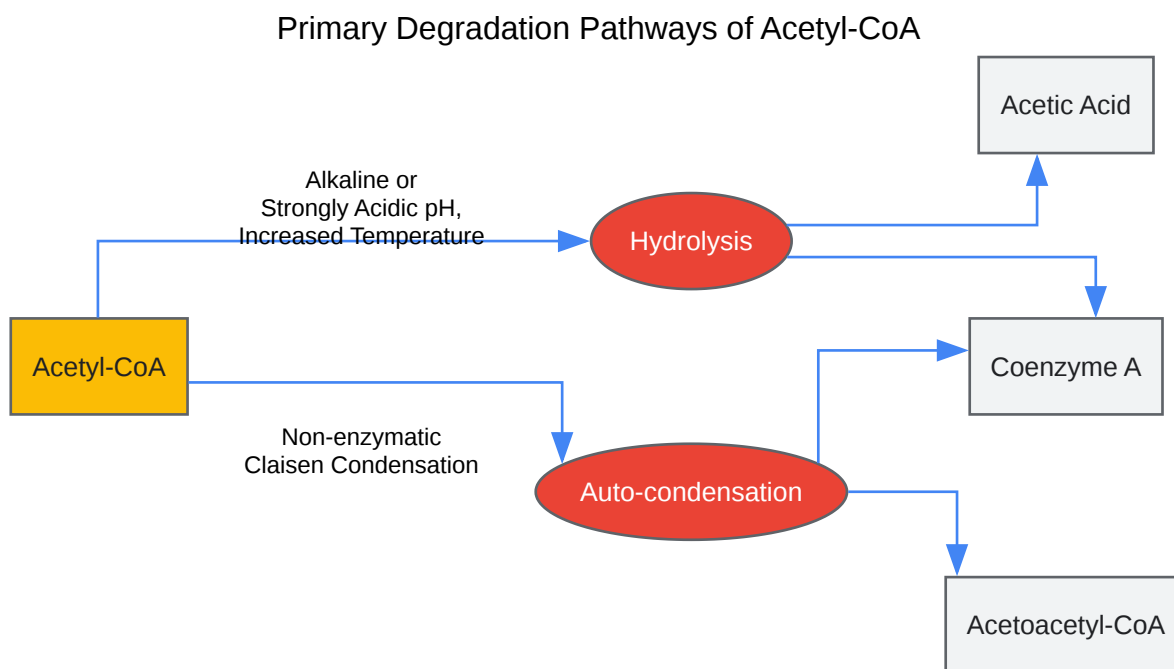 Primary Degradation Pathways of Acetyl-CoA
Acetic Acid
Alkaline or
Strongly Acidic pH,
Increased Temperature
Hydrolysis
Acetyl-CoA
Coenzyme A
Non-enzymatic
Claisen Condensation
Auto-condensation
Acetoacetyl-CoA